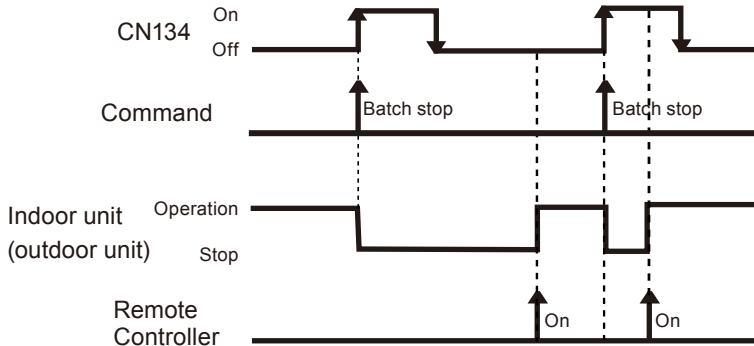 CN134
On
Off
Command
Batch stop
Batch stop
Indoor unit
(outdoor unit)
Operation
Stop
Remote
Controller
On
On